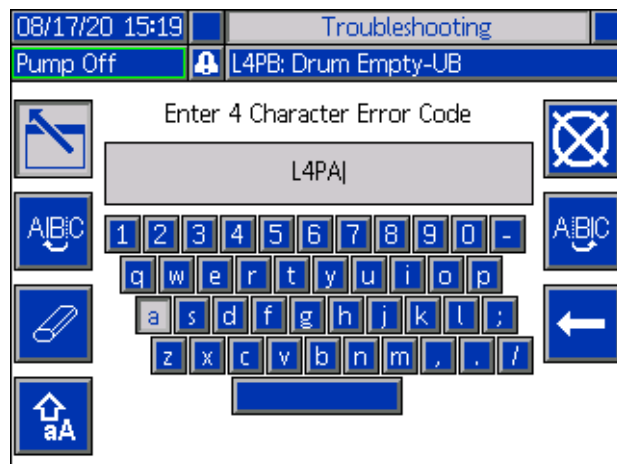 08/17/20 15:19 Troubleshooting
Pump Off L4PB: Drum Empty-UB
Enter 4 Character Error Code
L4PA
ABC 1 2 3 4 5 6 7 8 9 0 - ABC
q w e r t y u i o p
a s d f g h j k l ;
z x c v b n m , . /
aA